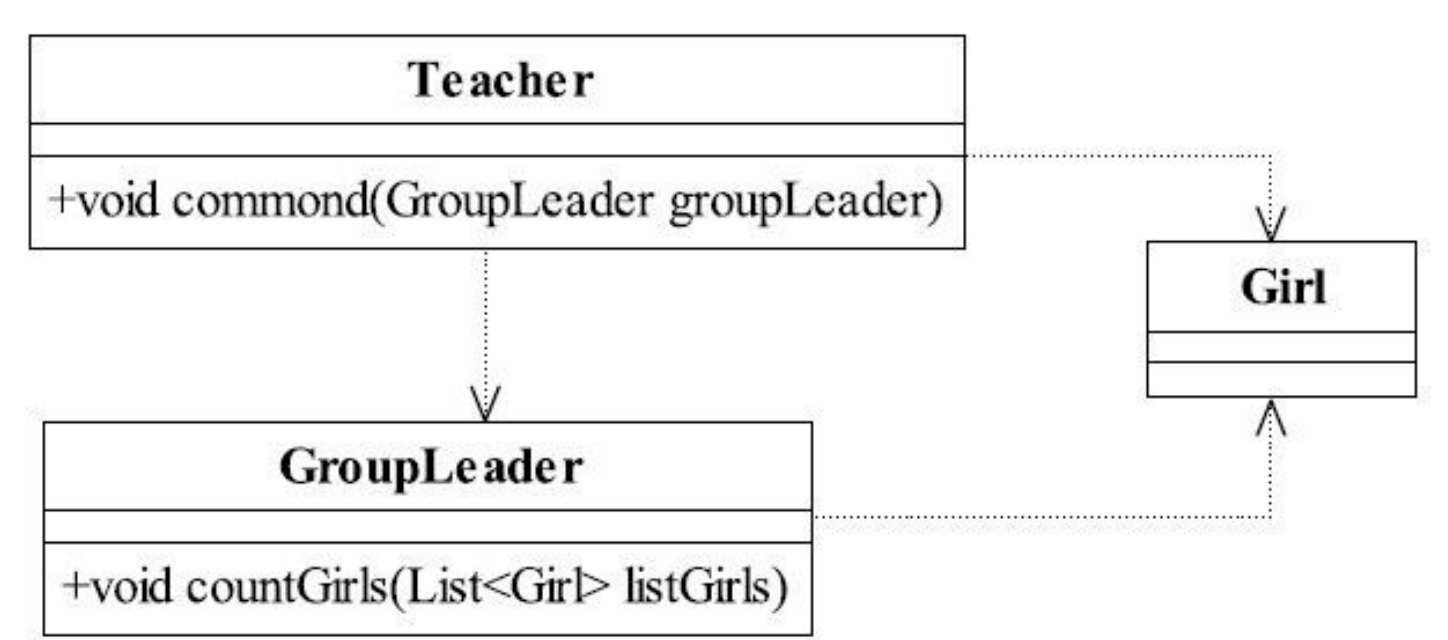 Teacher
+void commond(GroupLeader groupLeader)
Girl
GroupLeader
+void countGirls(List<Girl> listGirls)